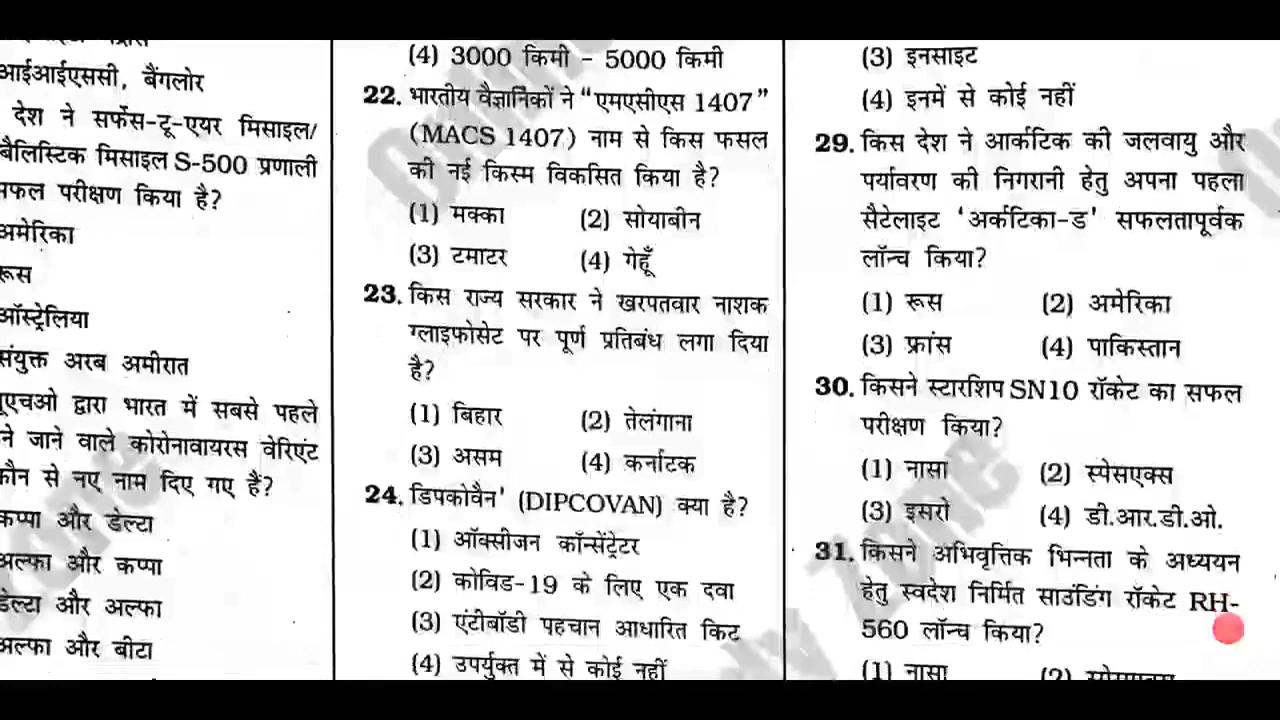 आईआईएससी, बैंगलोर
देश ने सर्फेस-टू-एयर मिसाइल/
बैलिस्टिक मिसाइल S-500 प्रणाली
सफल परीक्षण किया है?
अमेरिका
रूस
ऑस्ट्रेलिया
संयुक्त अरब अमीरात
द्वारा भारत में सबसे पहले
जाने वाले कोरोनावायरस वेरिएंट
कौन से नए नाम दिए गए हैं?
कप्पा और डेल्टा
अल्फा और कप्पा
डेल्टा और अल्फा
अल्फा और बीटा
(4) 3000 किमी - 5000 किमी
22. भारतीय वैज्ञानिकों ने "एमएसीएस 1407"
(MACS 1407) नाम से किस फसल
की नई किस्म विकसित किया है?
(1) मक्का (2) सोयाबीन
(3) टमाटर (4) गेहूँ
23. किस राज्य सरकार ने खरपतवार नाशक
ग्लाइफोसेट पर पूर्ण प्रतिबंध लगा दिया
है?
(1) बिहार (2) तेलंगाना
(3) असम (4) कर्नाटक
24. डिपकोवैन' (DIPCOVAN) क्या है?
(1) ऑक्सीजन कॉन्सेंट्रेटर
(2) कोविड-19 के लिए एक दवा
(3) एंटीबॉडी पहचान आधारित किट
(4) उपर्युक्त में से कोई नहीं
(3) इनसाइट
(4) इनमें से कोई नहीं
29. किस देश ने आर्कटिक की जलवायु और
पर्यावरण की निगरानी हेतु अपना पहला
सैटेलाइट 'अर्कटिका-ड' सफलतापूर्वक
लॉन्च किया?
(1) रूस (2) अमेरिका
(3) फ्रांस (4) पाकिस्तान
30. किसने स्टारशिप SN10 रॉकेट का सफल
परीक्षण किया?
(1) नासा (2) स्पेसएक्स
(3) इसरो (4) डी.आर.डी.ओ.
31. किसने अभिवृत्तिक भिन्नता के अध्ययन
हेतु स्वदेश निर्मित साउंडिंग रॉकेट RH-
560 लॉन्च किया?
(1) नासा (2)